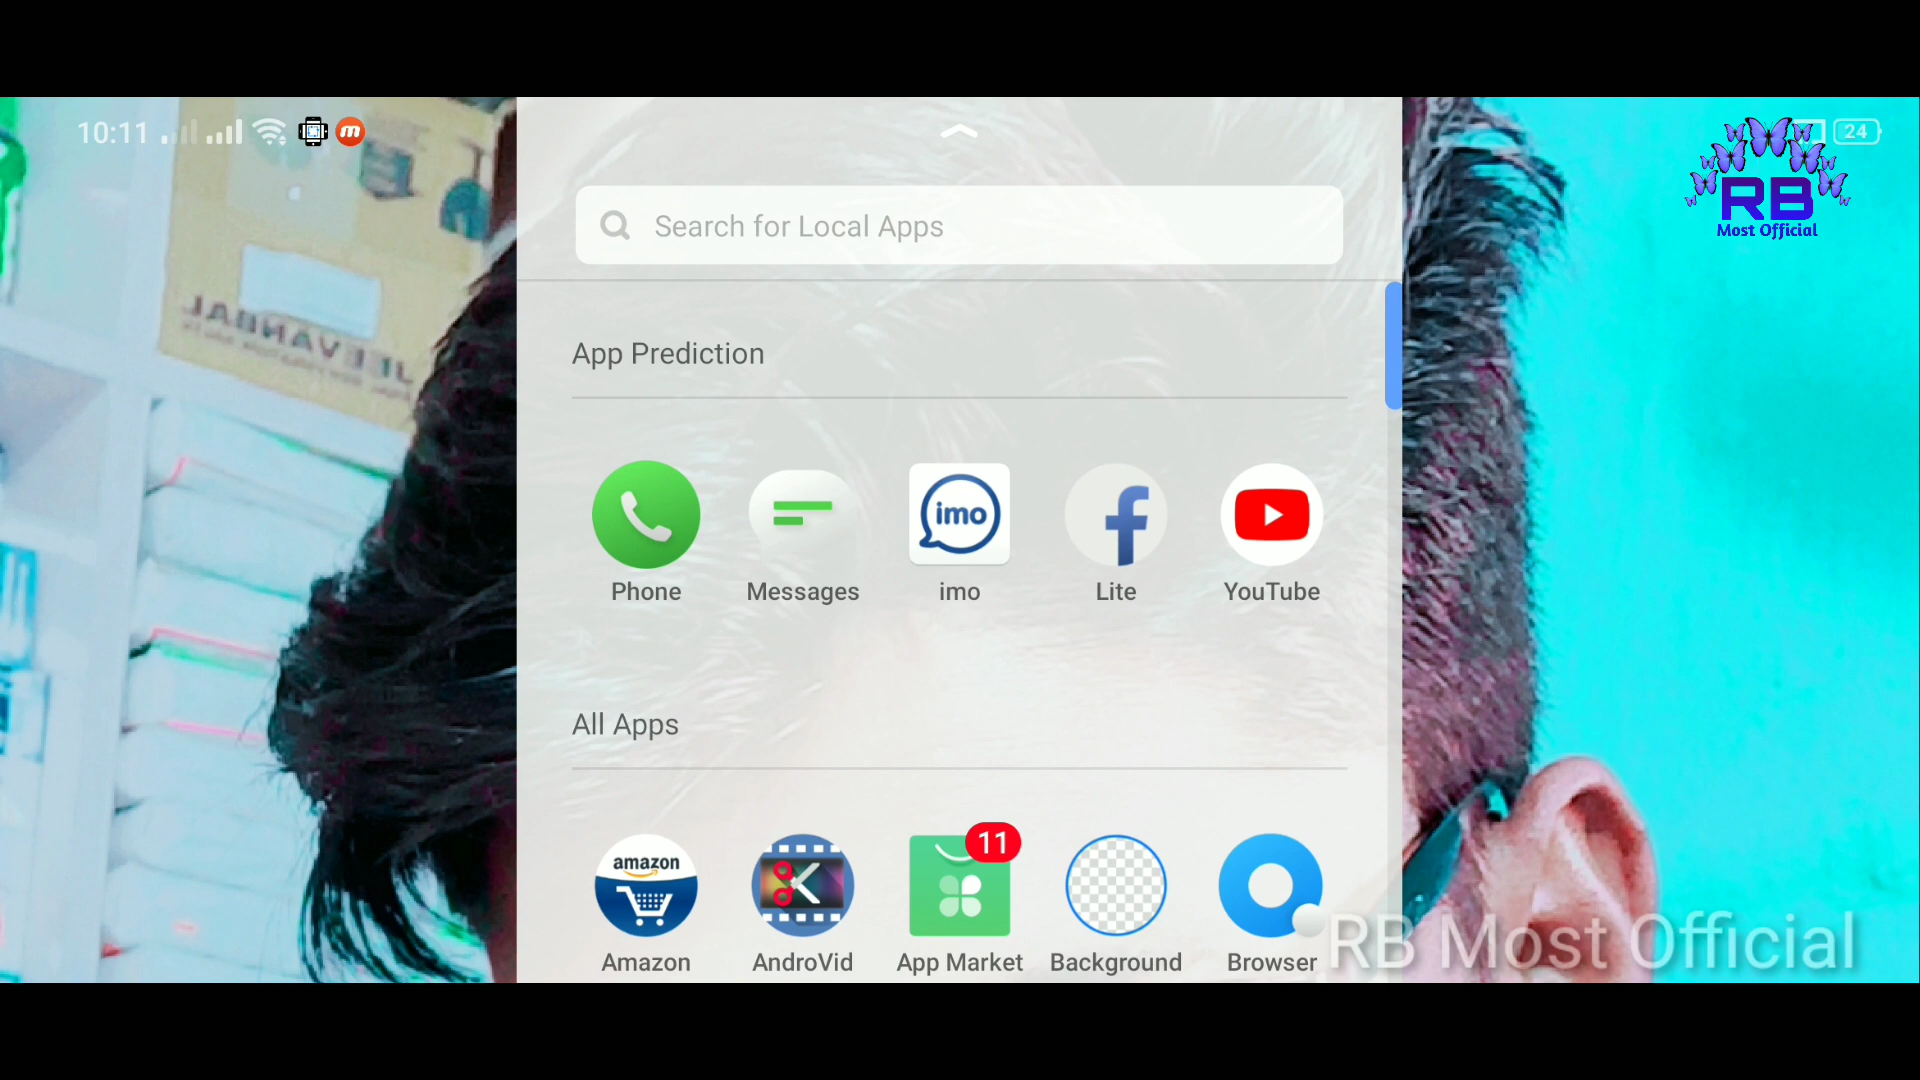 10:11
24
RB
Most Official
Search for Local Apps
App Prediction
imo
Phone
Messages
imo
Lite
YouTube
All Apps
amazon
11
Amazon
AndroVid
App Market
Background
Browser
RB Most Official
JEEVANBAL